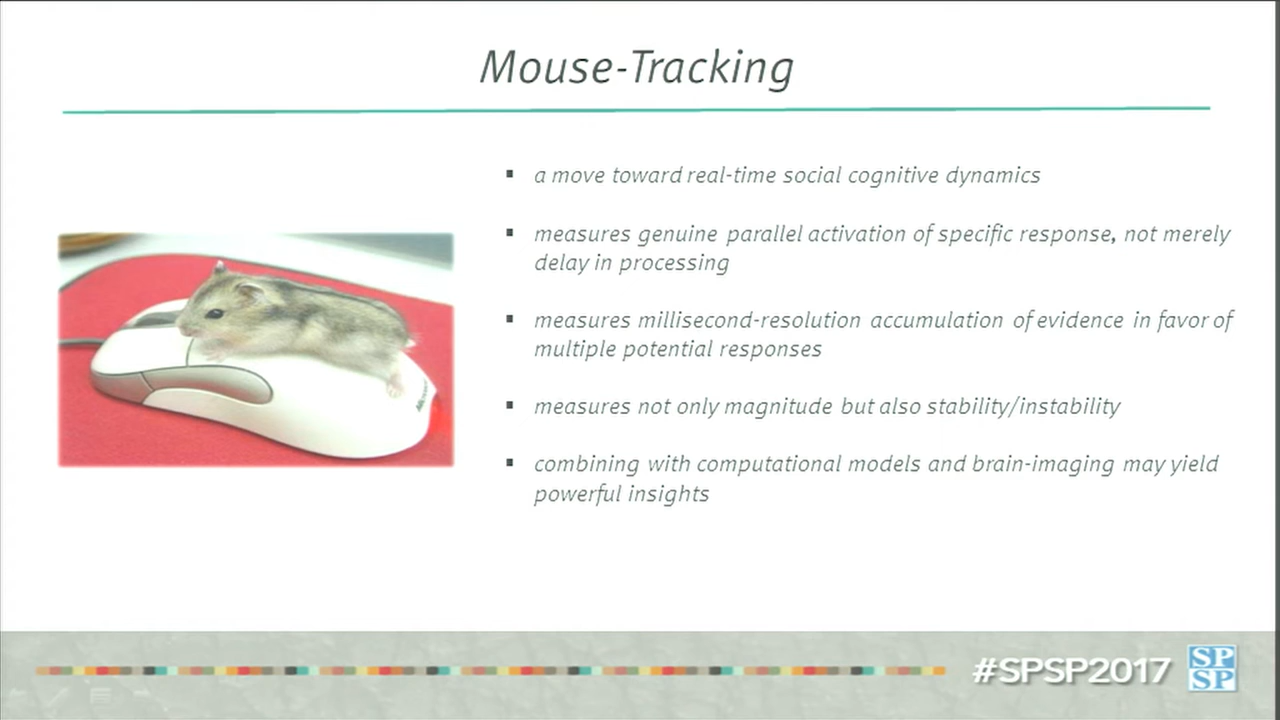 Mouse-Tracking
▪ a move toward real-time social cognitive dynamics
▪ measures genuine parallel activation of specific response, not merely
delay in processing
▪ measures millisecond-resolution accumulation of evidence in favor of
multiple potential responses
▪ measures not only magnitude but also stability/instability
▪ combining with computational models and brain-imaging may yield
powerful insights
#SPSP2017
SP
SP